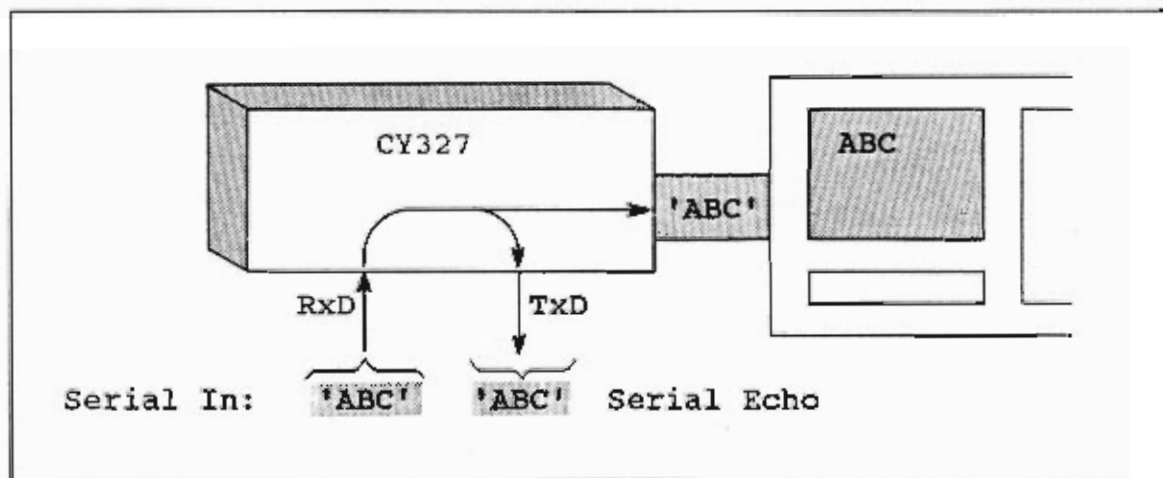 CY327
ABC
'ABC'
RxD
TxD
Serial In: 'ABC' 'ABC' Serial Echo